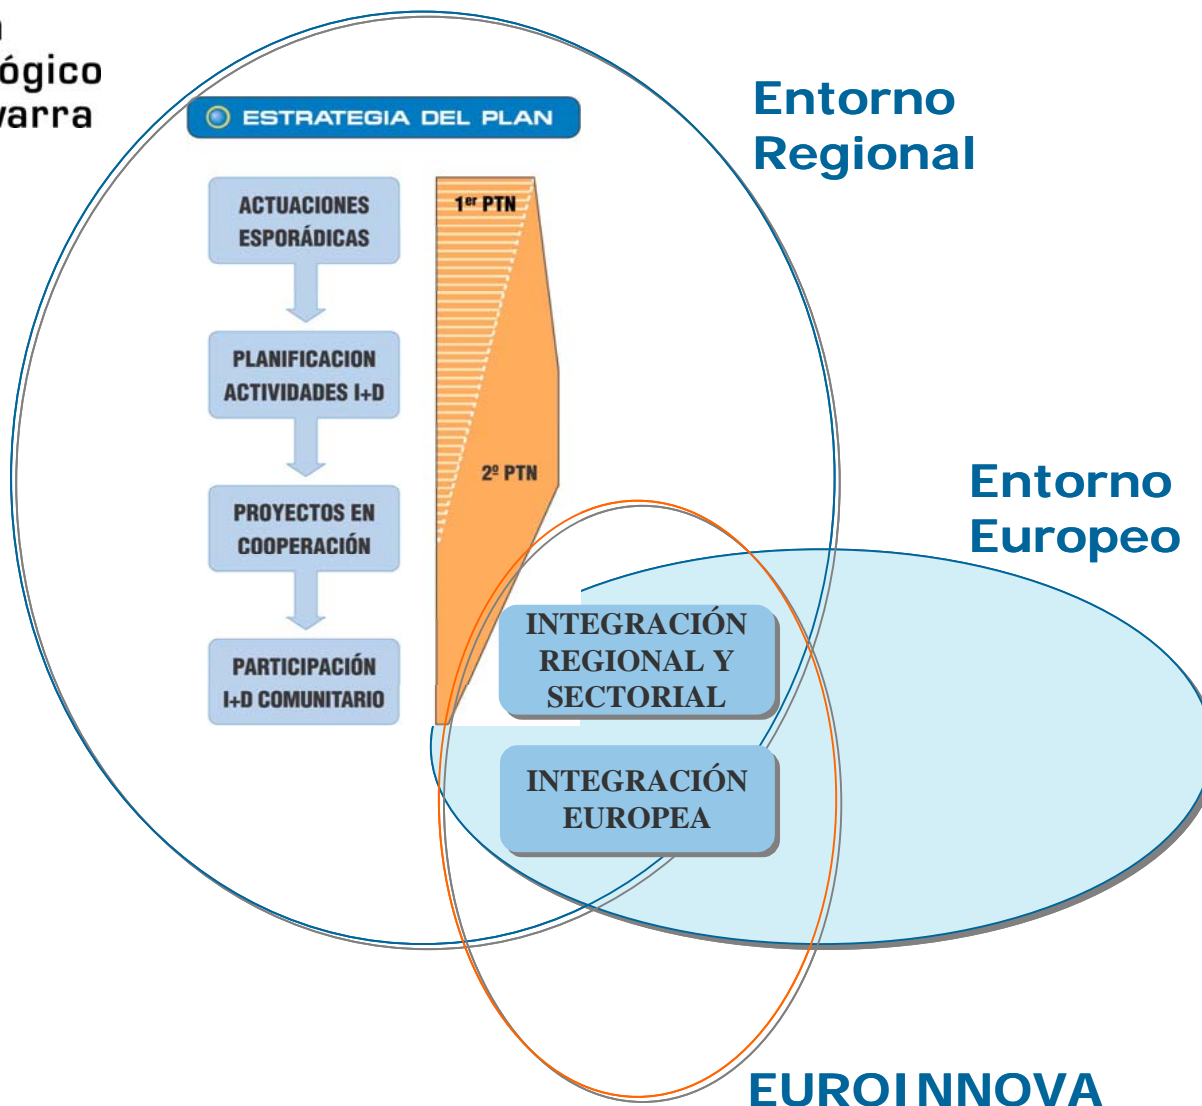 ógico
varra
ESTRATEGIA DEL PLAN
Entorno
Regional
ACTUACIONES
ESPORÁDICAS
1er PTN
PLANIFICACION
ACTIVIDADES I+D
2º PTN
PROYECTOS EN
COOPERACIÓN
PARTICIPACIÓN
I+D COMUNITARIO
Entorno
Europeo
INTEGRACIÓN
REGIONAL Y
SECTORIAL
INTEGRACIÓN
EUROPEA
EUROINNOVA